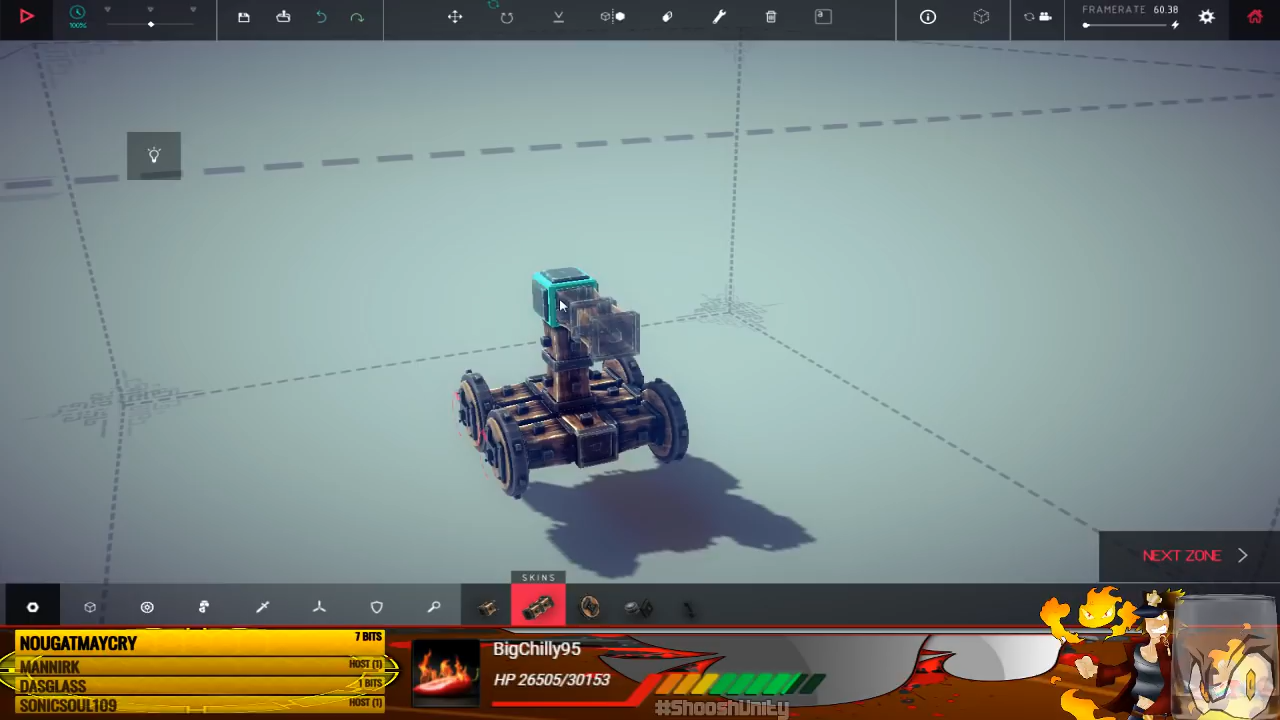 100%
FRAMERATE 60.38
NEXT ZONE
SKINS
NOUGATMAYCRY 7 BITS
MANNIRK HOST (1)
DASGLASS 1 BITS
SONICSOUL109 HOST (1)
BigChilly95
HP 26505/30153
#ShooshUnity